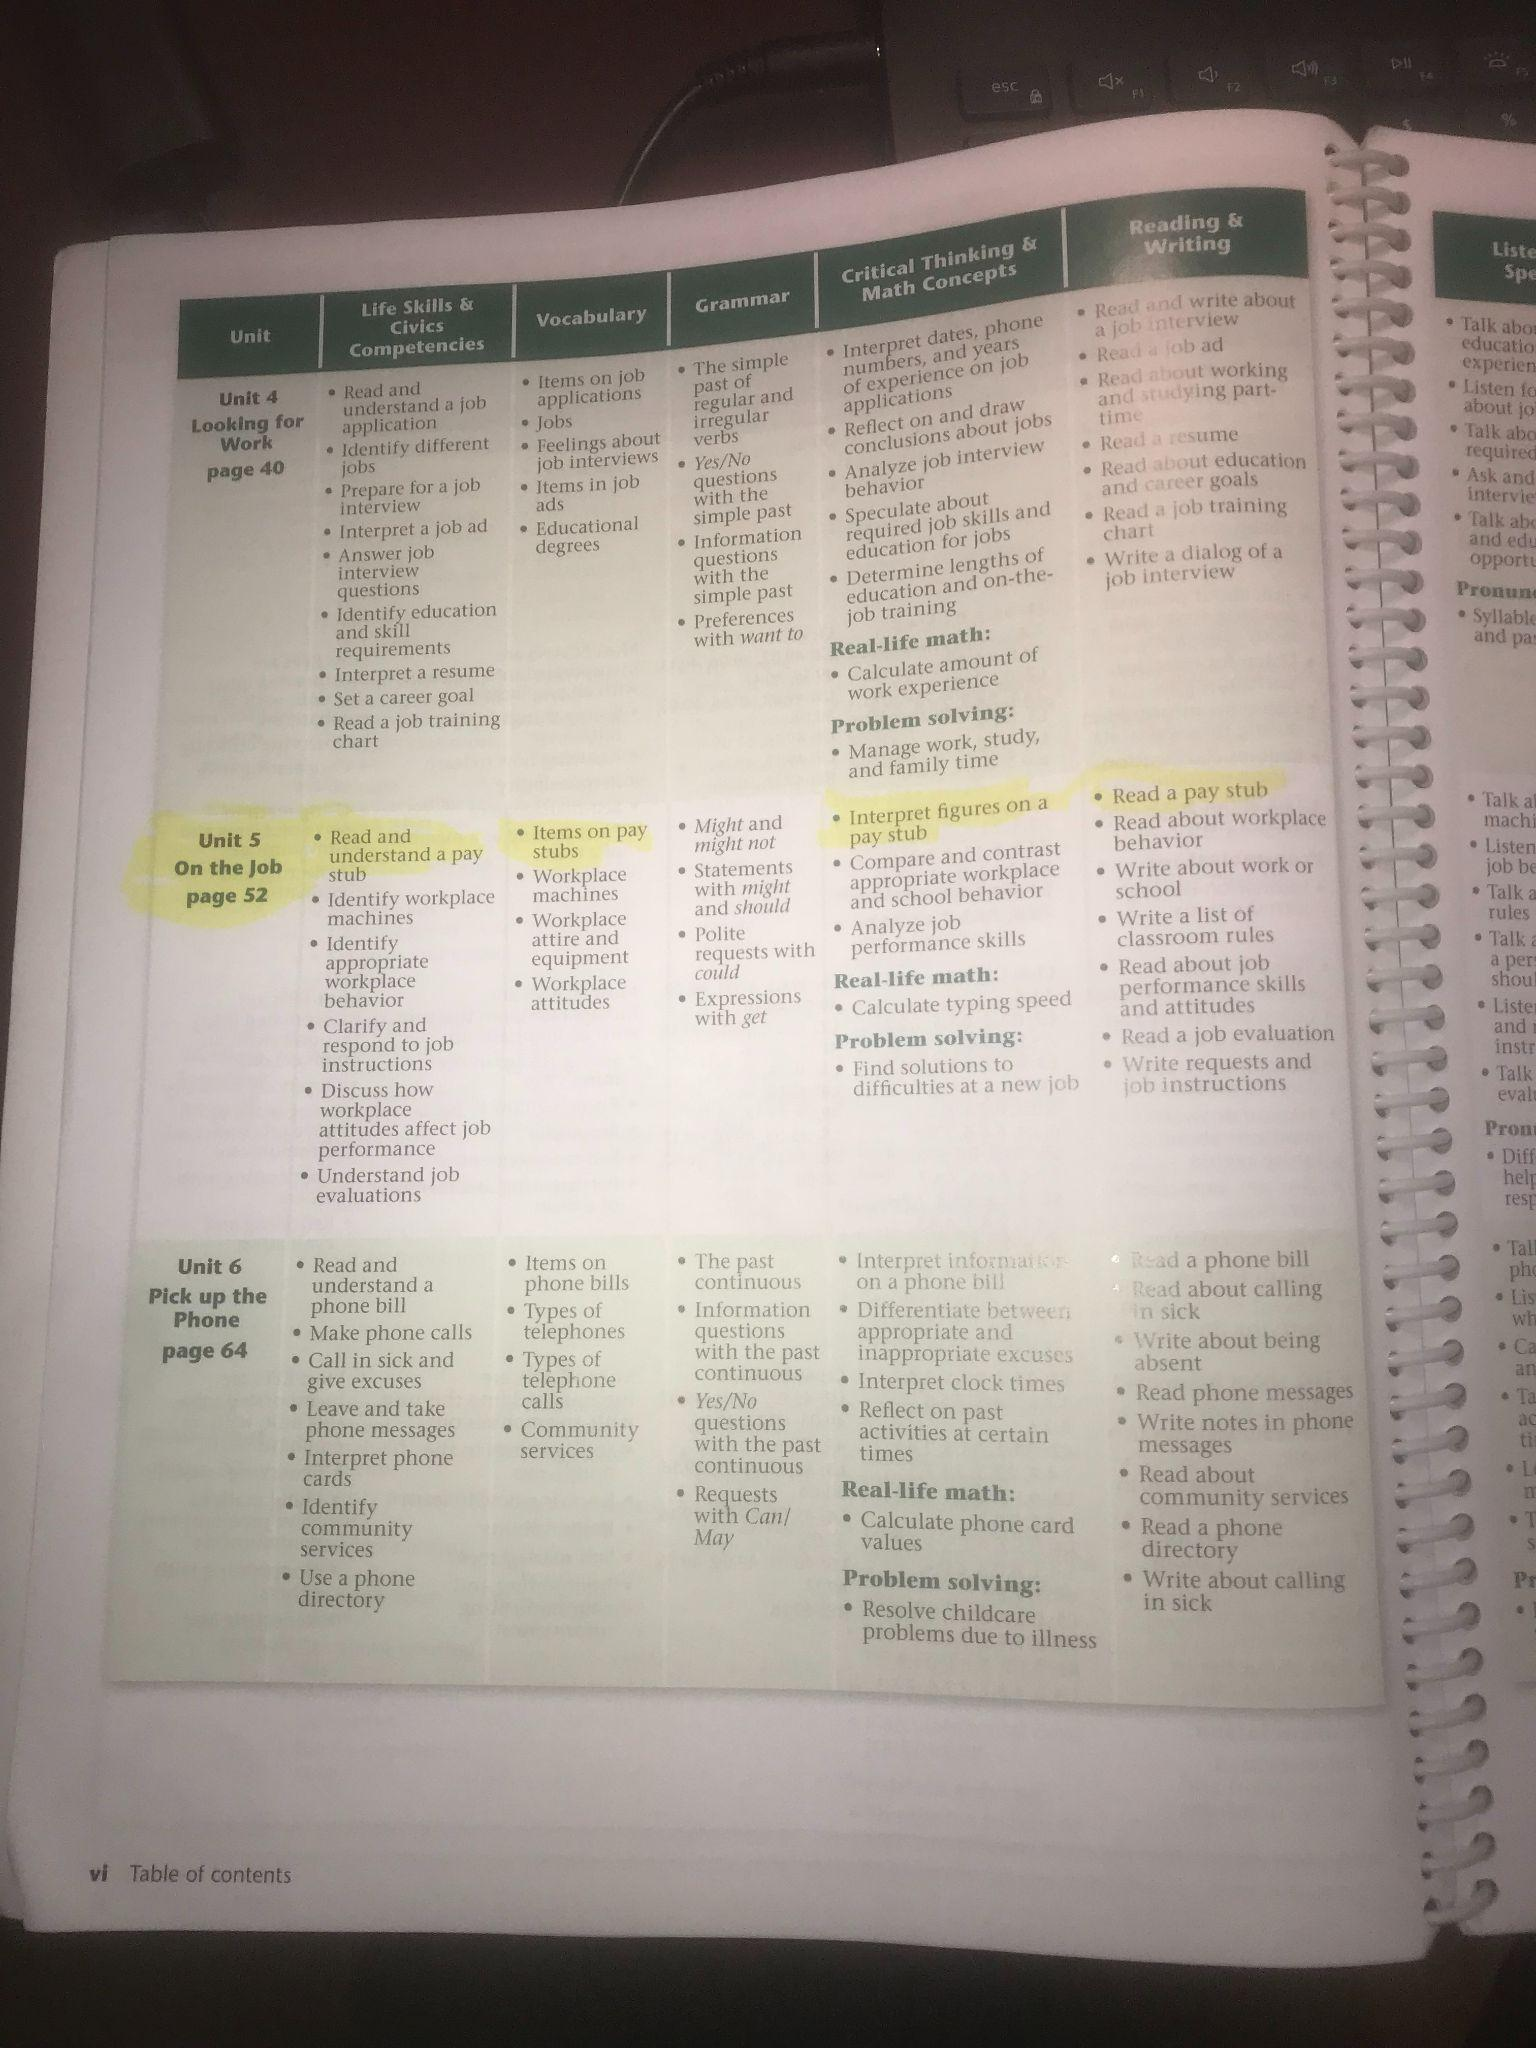 esc
F1
F2
F3
F4
F5
$
%
Unit
Life Skills &
Civics
Competencies
Vocabulary
Grammar
Critical Thinking &
Math Concepts
Reading &
Writing
Unit 4
Looking for
Work
page 40
• Read and
understand a job
application
• Identify different
jobs
• Prepare for a job
interview
• Interpret a job ad
• Answer job
interview
questions
• Identify education
and skill
requirements
• Interpret a resume
• Set a career goal
• Read a job training
chart
• Items on job
applications
• Jobs
• Feelings about
job interviews
• Items in job
ads
• Educational
degrees
• The simple
past of
regular and
irregular
verbs
• Yes/No
questions
with the
simple past
• Information
questions
with the
simple past
• Preferences
with want to
• Interpret dates, phone
numbers, and years
of experience on job
applications
• Reflect on and draw
conclusions about jobs
• Analyze job interview
behavior
• Speculate about
required job skills and
education for jobs
• Determine lengths of
education and on-the-
job training
Real-life math:
• Calculate amount of
work experience
Problem solving:
• Manage work, study,
and family time
• Read and write about
a job interview
• Read a job ad
• Read about working
and studying part-
time
• Read a resume
• Read about education
and career goals
• Read a job training
chart
• Write a dialog of a
job interview
Unit 5
On the Job
page 52
• Read and
understand a pay
stub
• Identify workplace
machines
• Identify
appropriate
workplace
behavior
• Clarify and
respond to job
instructions
• Discuss how
workplace
attitudes affect job
performance
• Understand job
evaluations
• Items on pay
stubs
• Workplace
machines
• Workplace
attire and
equipment
• Workplace
attitudes
• Might and
might not
• Statements
with might
and should
• Polite
requests with
could
• Expressions
with get
• Interpret figures on a
pay stub
• Compare and contrast
appropriate workplace
and school behavior
• Analyze job
performance skills
Real-life math:
• Calculate typing speed
Problem solving:
• Find solutions to
difficulties at a new job
• Read a pay stub
• Read about workplace
behavior
• Write about work or
school
• Write a list of
classroom rules
• Read about job
performance skills
and attitudes
• Read a job evaluation
• Write requests and
job instructions
Unit 6
Pick up the
Phone
page 64
• Read and
understand a
phone bill
• Make phone calls
• Call in sick and
give excuses
• Leave and take
phone messages
• Interpret phone
cards
• Identify
community
services
• Use a phone
directory
• Items on
phone bills
• Types of
telephones
• Types of
telephone
calls
• Community
services
• The past
continuous
• Information
questions
with the past
continuous
• Yes/No
questions
with the past
continuous
• Requests
with Can/
May
• Interpret information
on a phone bill
• Differentiate between
appropriate and
inappropriate excuses
• Interpret clock times
• Reflect on past
activities at certain
times
Real-life math:
• Calculate phone card
values
Problem solving:
• Resolve childcare
problems due to illness
• Read a phone bill
• Read about calling
in sick
• Write about being
absent
• Read phone messages
• Write notes in phone
messages
• Read about
community services
• Read a phone
directory
• Write about calling
in sick
vi Table of contents
• Talk
• Listen
about
• Talk
required
• Ask and
• Talk
and
• Talk
• Listen
• Talk
rules
• Talk
and
• Talk